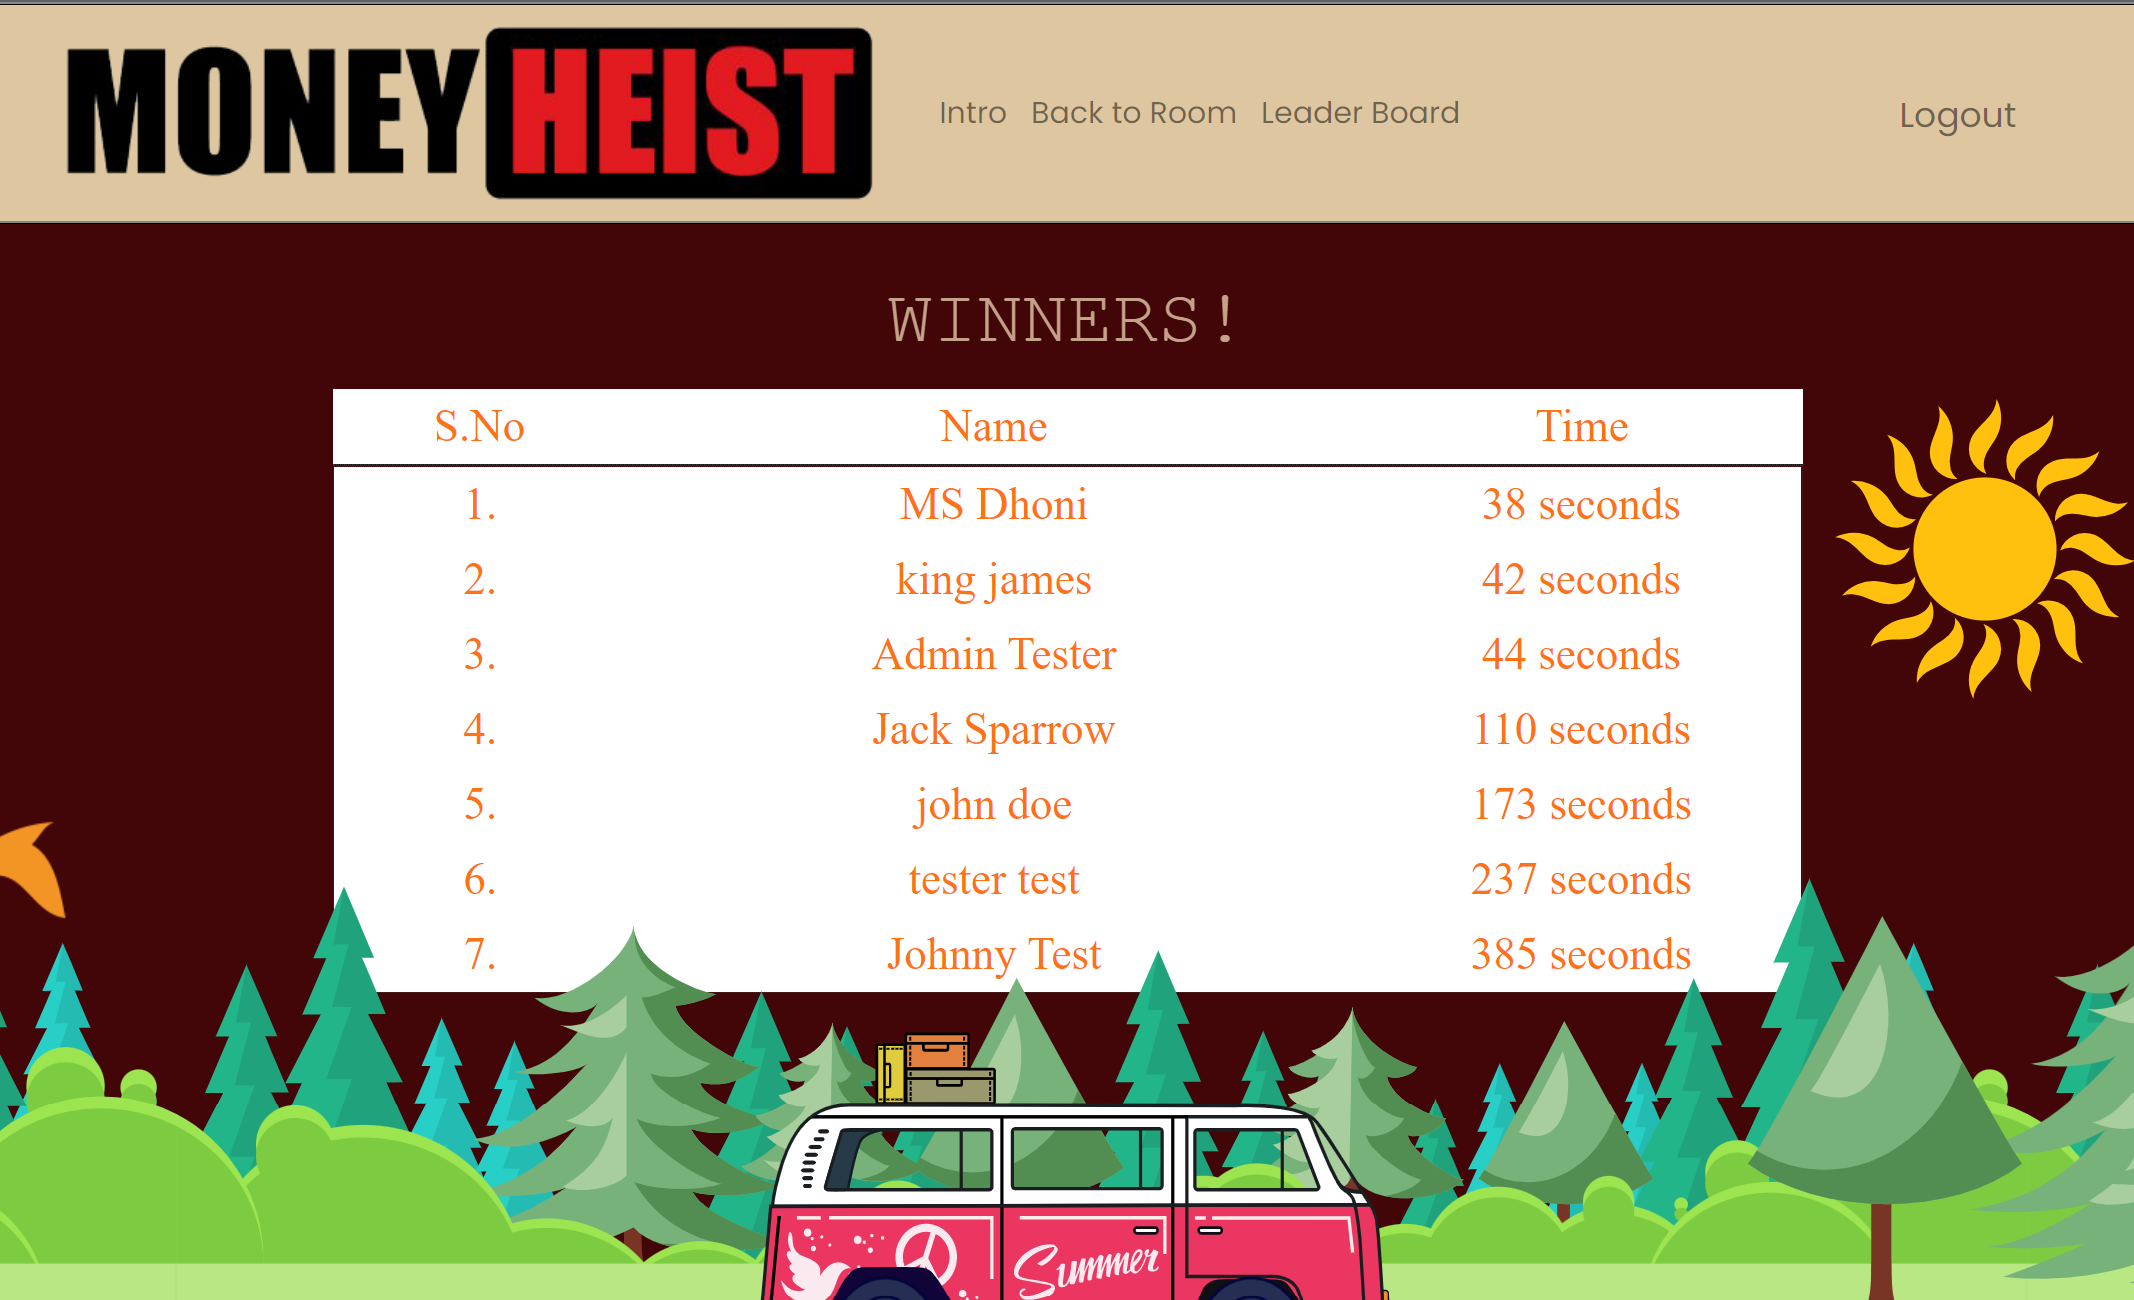 MONEY HEIST
Intro Back to Room Leader Board Logout
WINNERS!
S.No Name Time
1. MS Dhoni 38 seconds
2. king james 42 seconds
3. Admin Tester 44 seconds
4. Jack Sparrow 110 seconds
5. john doe 173 seconds
6. tester test 237 seconds
7. Johnny Test 385 seconds
Summer